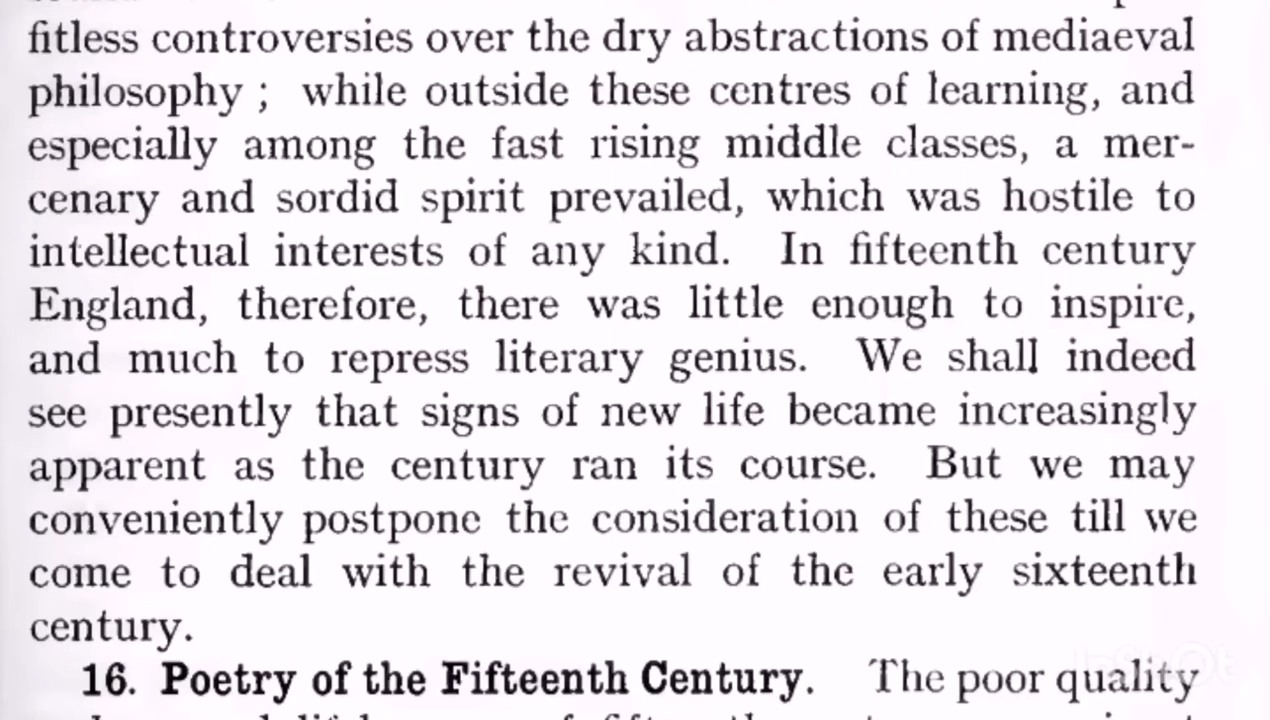 fitless controversies over the dry abstractions of mediaeval
philosophy ; while outside these centres of learning, and
especially among the fast rising middle classes, a mer-
cenary and sordid spirit prevailed, which was hostile to
intellectual interests of any kind. In fifteenth century
England, therefore, there was little enough to inspire,
and much to repress literary genius. We shall indeed
see presently that signs of new life became increasingly
apparent as the century ran its course. But we may
conveniently postpone the consideration of these till we
come to deal with the revival of the early sixteenth
century.
16. Poetry of the Fifteenth Century. The poor quality
InShOt